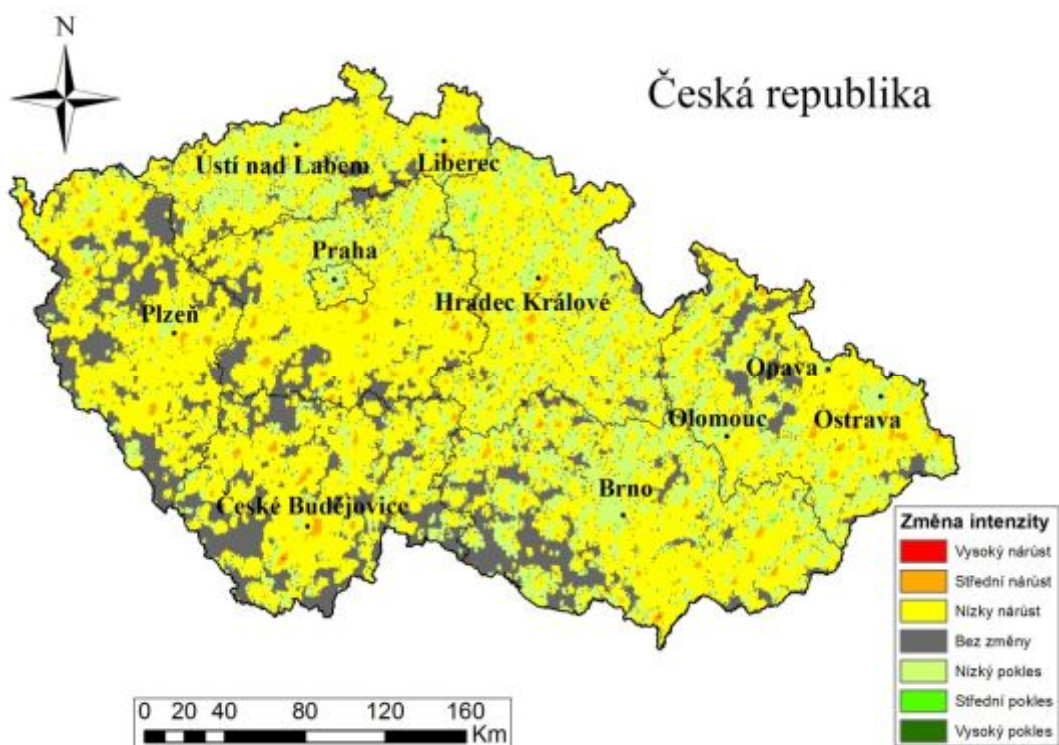 N
Česká republika
Ústí nad Labem
Liberec
Praha
Hradec Králové
Plzeň
Opava
Olomouc
Ostrava
Brno
České Budějovice
Změna intenzity
Vysoký nárůst
Střední nárůst
Nízky nárůst
Bez změny
Nízký pokles
Střední pokles
Vysoký pokles
0 20 40 80 120 160
Km